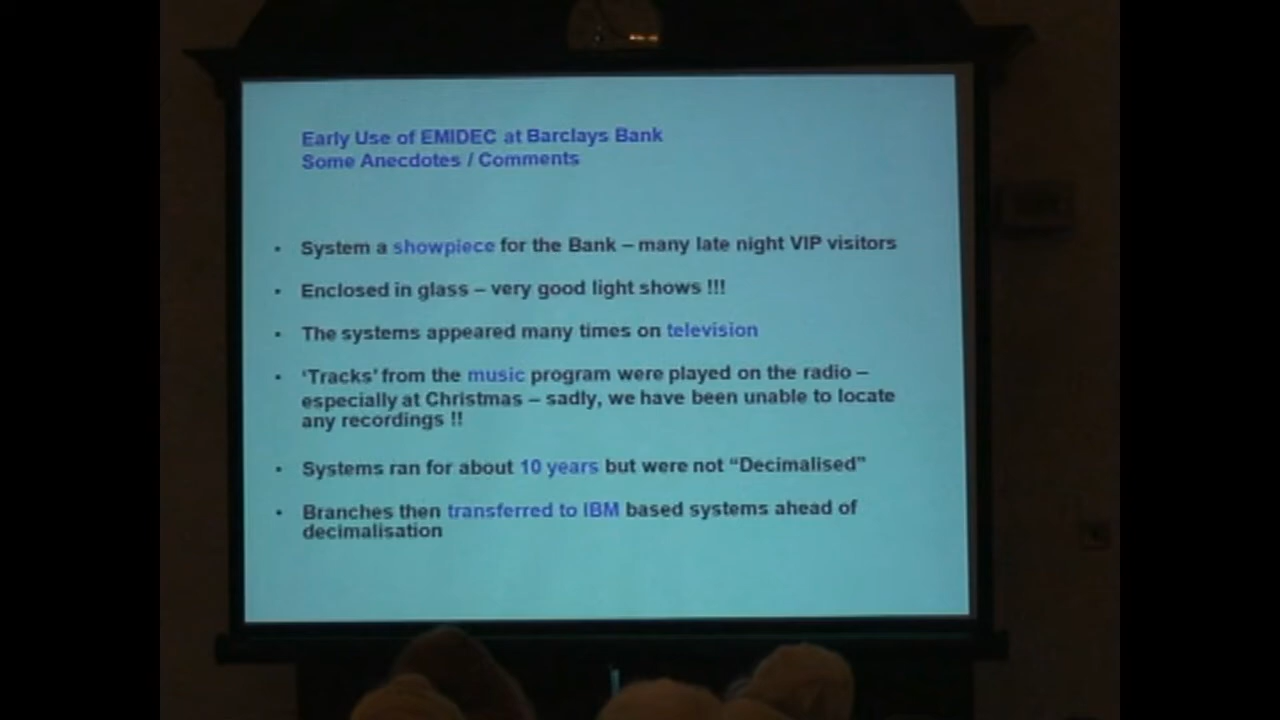 Early Use of EMIDEC at Barclays Bank
Some Anecdotes / Comments
• System a showpiece for the Bank – many late night VIP visitors
• Enclosed in glass – very good light shows !!!
• The systems appeared many times on television
• ‘Tracks’ from the music program were played on the radio –
especially at Christmas – sadly, we have been unable to locate
any recordings !!
• Systems ran for about 10 years but were not “Decimalised”
• Branches then transferred to IBM based systems ahead of
decimalisation